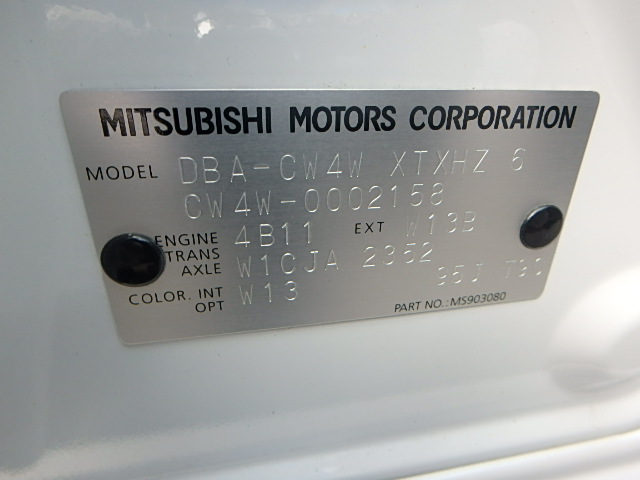 MITSUBISHI MOTORS CORPORATION
MODEL DBA-CW4W XTXHZ 6
CW4W-0002158
ENGINE 4B11 EXT W13B
TRANS AXLE W1CJA 2352
95J
COLOR. INT OPT W13
PART NO.: MS903080